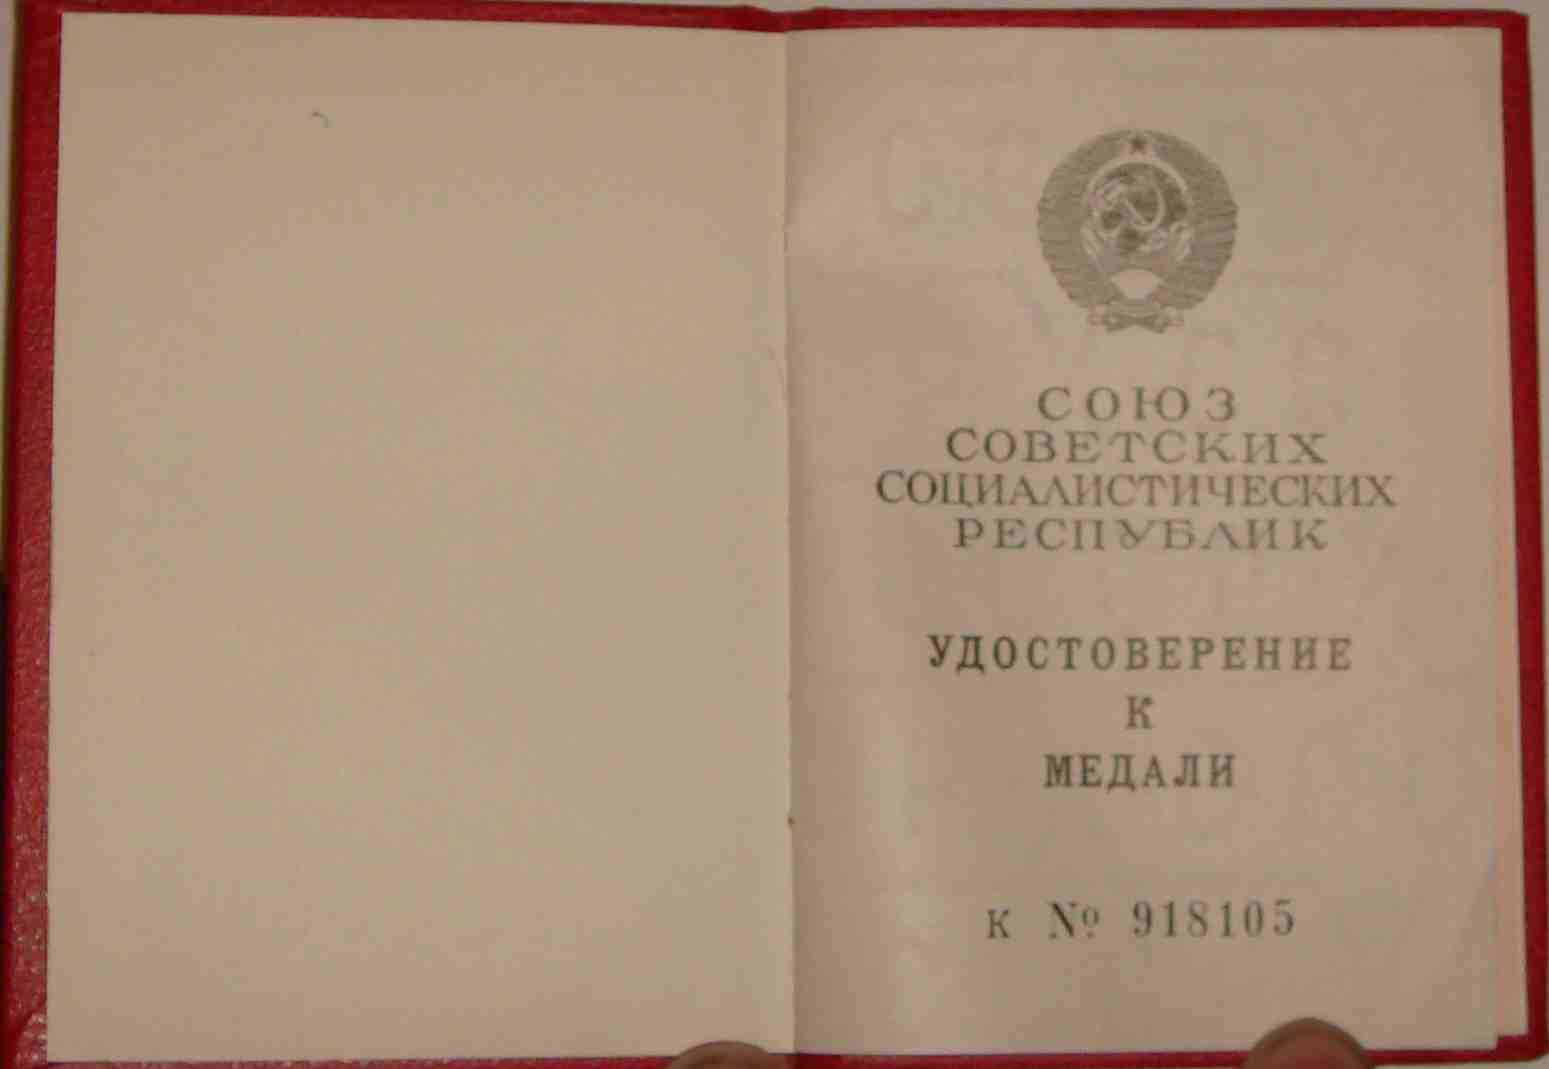 СОЮЗ
СОВЕТСКИХ
СОЦИАЛИСТИЧЕСКИХ
РЕСПУБЛИК
УДОСТОВЕРЕНИЕ
К
МЕДАЛИ
К № 918105